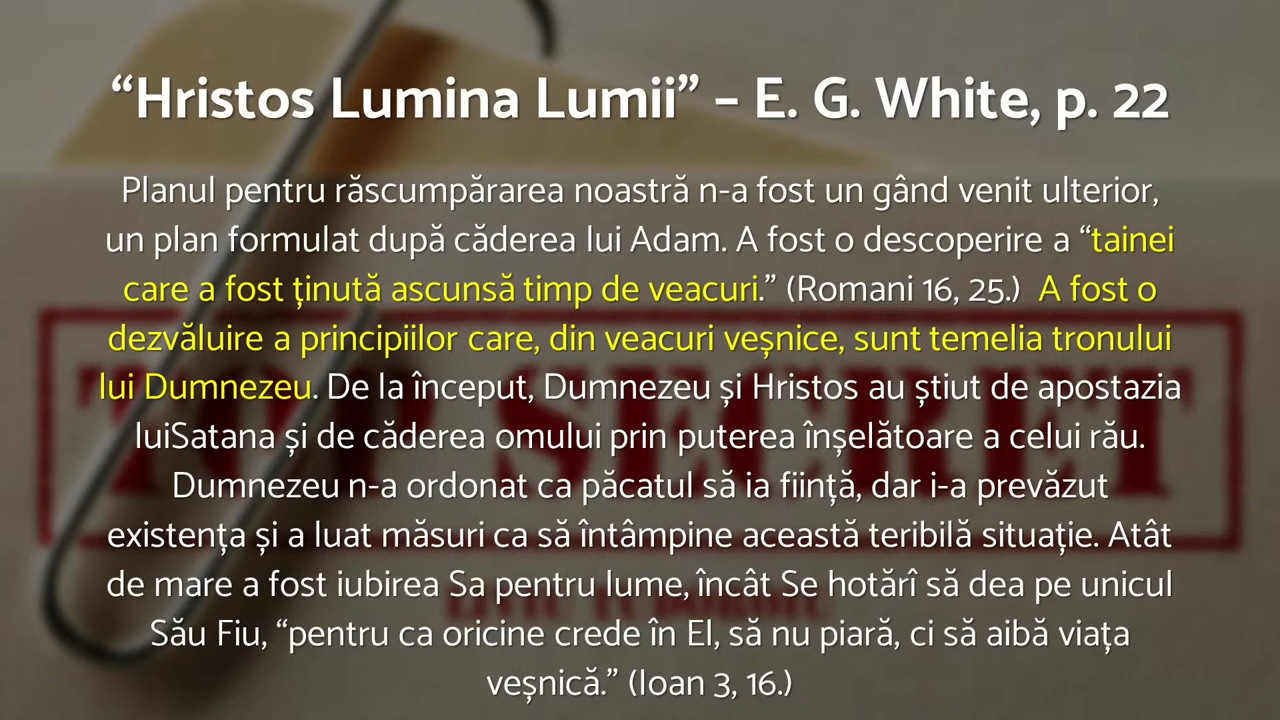 “Hristos Lumina Lumii” – E. G. White, p. 22
Planul pentru răscumpărarea noastră n-a fost un gând venit ulterior,
un plan formulat după căderea lui Adam. A fost o descoperire a “tainei
care a fost ținută ascunsă timp de veacuri.” (Romani 16, 25.)  A fost o
dezvăluire a principiilor care, din veacuri veșnice, sunt temelia tronului
lui Dumnezeu. De la început, Dumnezeu și Hristos au știut de apostazia
luiSatana și de căderea omului prin puterea înșelătoare a celui rău.
Dumnezeu n-a ordonat ca păcatul să ia ființă, dar i-a prevăzut
existența și a luat măsuri ca să întâmpine această teribilă situație. Atât
de mare a fost iubirea Sa pentru lume, încât Se hotărî să dea pe unicul
Său Fiu, “pentru ca oricine crede în El, să nu piară, ci să aibă viața
veșnică.” (Ioan 3, 16.)
TOP SECRET